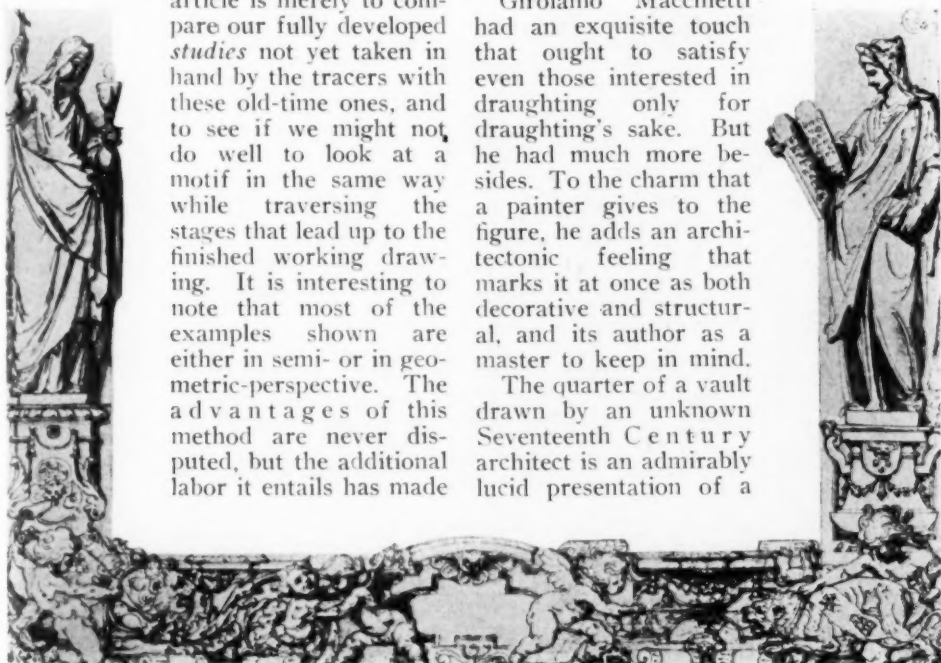 article is merely to com-
pare our fully developed
studies not yet taken in
hand by the tracers with
these old-time ones, and
to see if we might not
do well to look at a
motif in the same way
while traversing the
stages that lead up to the
finished working draw-
ing. It is interesting to
note that most of the
examples shown are
either in semi- or in geo-
metric-perspective. The
advantages of this
method are never dis-
puted, but the additional
labor it entails has made
Girolamo Macchietti
had an exquisite touch
that ought to satisfy
even those interested in
draughting only for
draughting's sake. But
he had much more be-
sides. To the charm that
a painter gives to the
figure, he adds an archi-
tectonic feeling that
marks it at once as both
decorative and structur-
al, and its author as a
master to keep in mind.
The quarter of a vault
drawn by an unknown
Seventeenth Century
architect is an admirably
lucid presentation of a